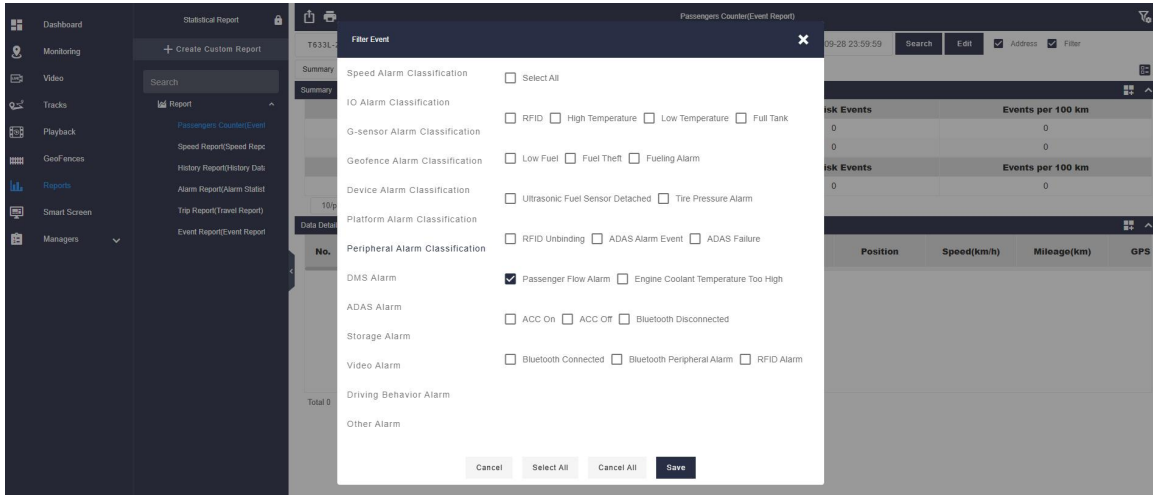 Dashboard
Monitoring
Video
Tracks
Playback
GeoFences
Reports
Smart Screen
Managers
Statistical Report
+ Create Custom Report
Search
Report
Passengers Counter(Event
Speed Report(Speed Repc
History Report(History Data
Alarm Report(Alarm Statist
Trip Report(Travel Report)
Event Report(Event Report
Passengers Counter(Event Report)
T633L-
09-28 23:59:59
Search
Edit
Address
Filter
Summary
Summary
isk Events
Events per 100 km
0
0
0
0
isk Events
Events per 100 km
0
0
10/p
Data Detail
No.
Position
Speed(km/h)
Mileage(km)
GPS
Total 0
Filter Event
Speed Alarm Classification
IO Alarm Classification
G-sensor Alarm Classification
Geofence Alarm Classification
Device Alarm Classification
Platform Alarm Classification
Peripheral Alarm Classification
DMS Alarm
ADAS Alarm
Storage Alarm
Video Alarm
Driving Behavior Alarm
Other Alarm
Select All
RFID High Temperature Low Temperature Full Tank
Low Fuel Fuel Theft Fueling Alarm
Ultrasonic Fuel Sensor Detached Tire Pressure Alarm
RFID Unbinding ADAS Alarm Event ADAS Failure
Passenger Flow Alarm Engine Coolant Temperature Too High
ACC On ACC Off Bluetooth Disconnected
Bluetooth Connected Bluetooth Peripheral Alarm RFID Alarm
Cancel
Select All
Cancel All
Save